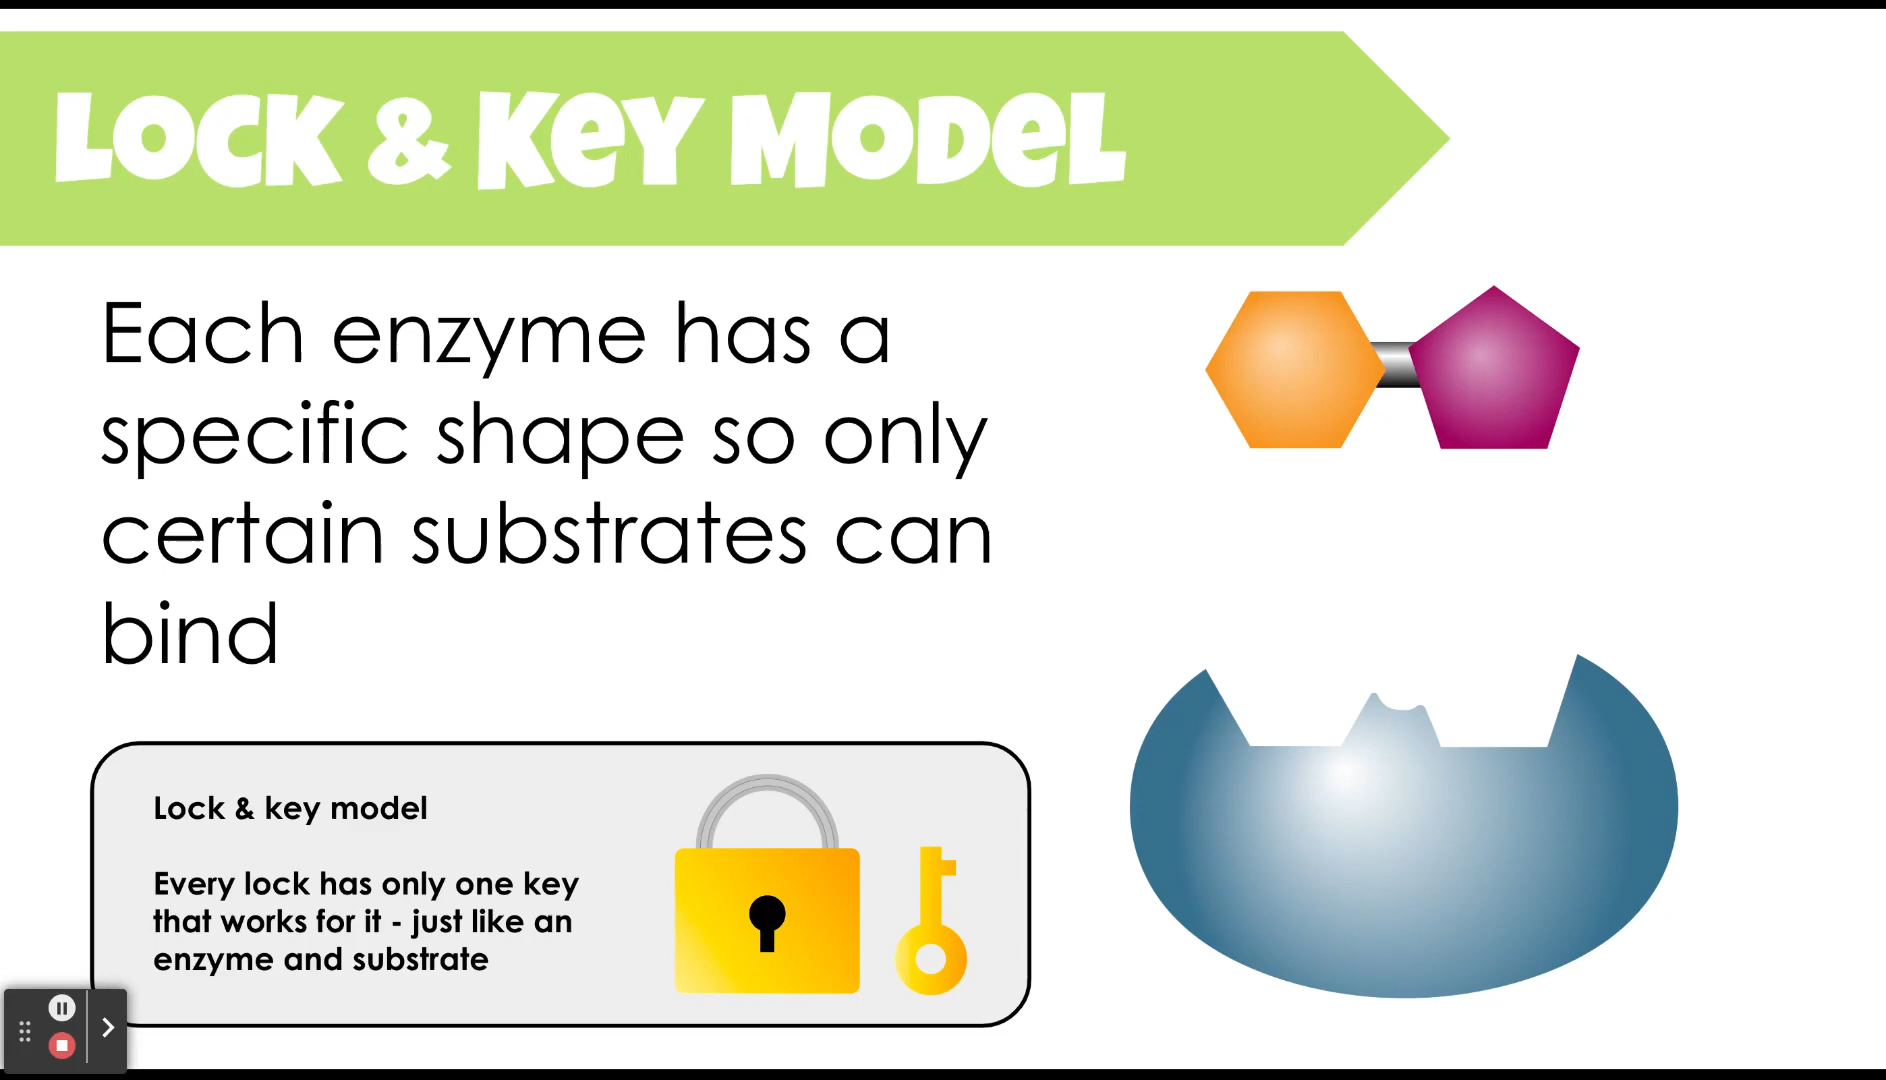 LOCK & KEY MODEL
Each enzyme has a
specific shape so only
certain substrates can
bind
Lock & key model
Every lock has only one key
that works for it - just like an
enzyme and substrate